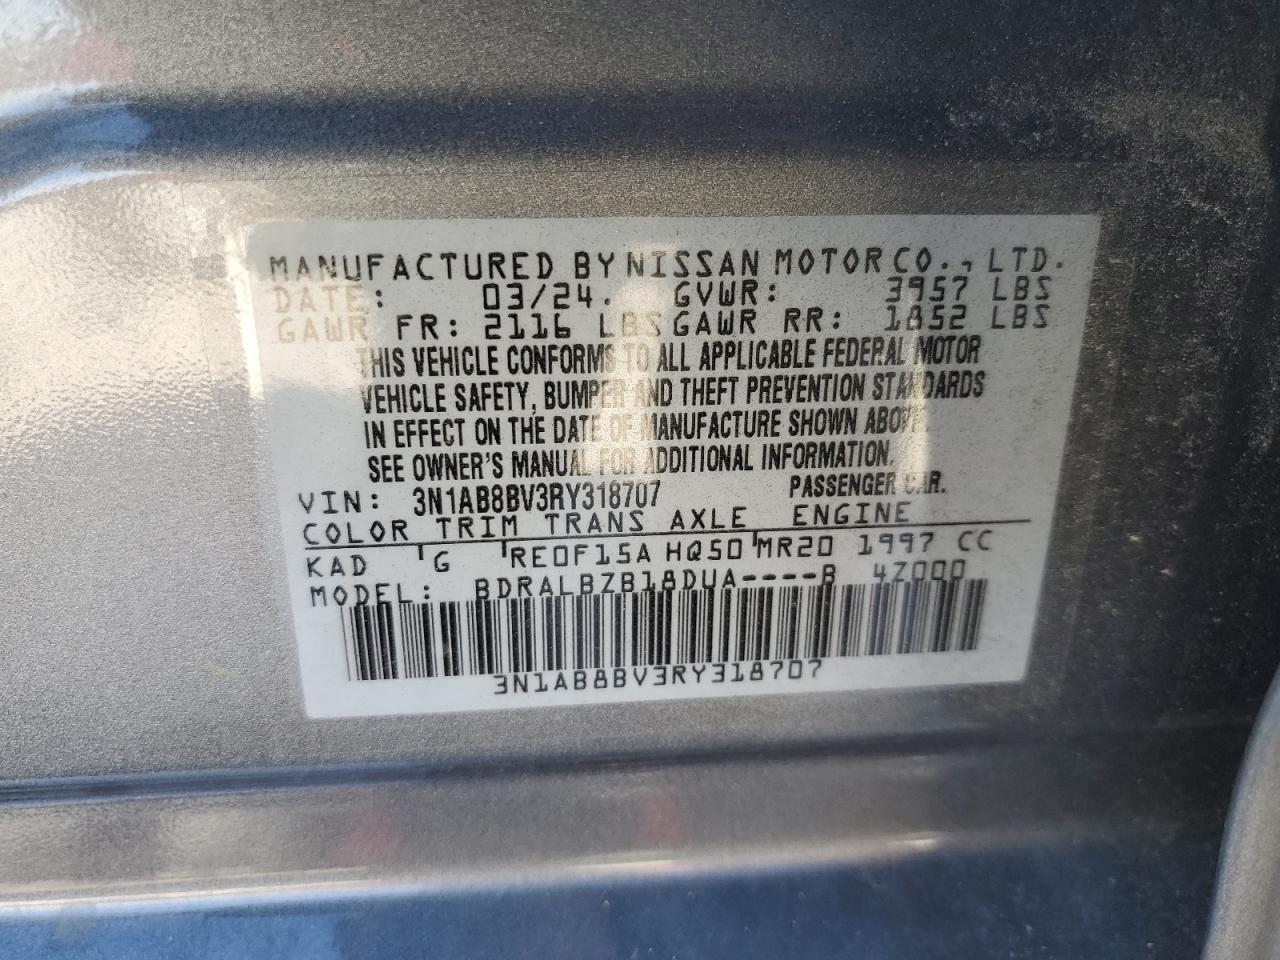 MANUFACTURED BY NISSAN MOTOR CO., LTD.
DATE: 03/24. GVWR: 3957 LBS
GAWR FR: 2116 LBS GAWR RR: 1852 LBS
THIS VEHICLE CONFORMS TO ALL APPLICABLE FEDERAL MOTOR
VEHICLE SAFETY, BUMPER AND THEFT PREVENTION STANDARDS
IN EFFECT ON THE DATE OF MANUFACTURE SHOWN ABOVE.
SEE OWNER'S MANUAL FOR ADDITIONAL INFORMATION.
VIN: 3N1AB8BV3RY318707 PASSENGER CAR.
COLOR TRIM TRANS AXLE ENGINE
KAD G RE0F15A HQ50 MR20 1997 CC
MODEL: BDRALBZB18DUA----B 4Z000
3N1AB8BV3RY318707